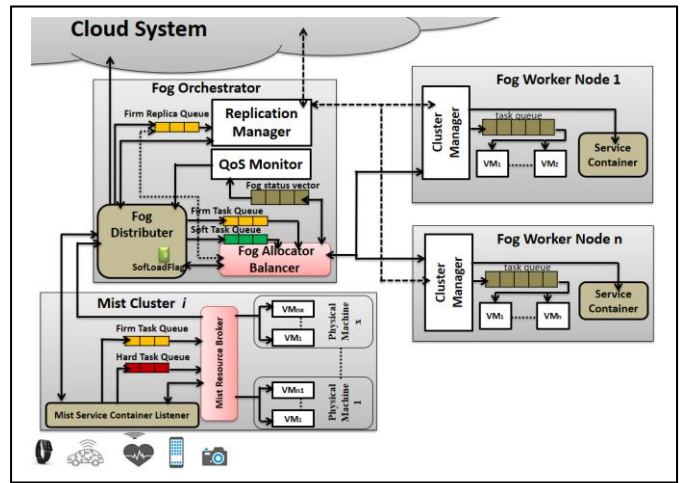 Cloud System
Fog Orchestrator
Firm Replica Queue
Replication
Manager
QoS Monitor
Fog status vector
Fog
Distributer
Firm Task Queue
Soft Task Queue
Fog Allocator
Balancer
SofLoadFlag
Fog Worker Node 1
Cluster
Manager
task queue
VM₁
VM₂
Service
Container
Fog Worker Node n
Cluster
Manager
task queue
VM₁
VMₙ
Service
Container
Mist Cluster i
Firm Task Queue
Hard Task Queue
Mist Resource Broker
Mist Service Container Listener
VMnx
VM₁
Physical
Machine
x
VMn1
VM₁
Physical
Machine
1